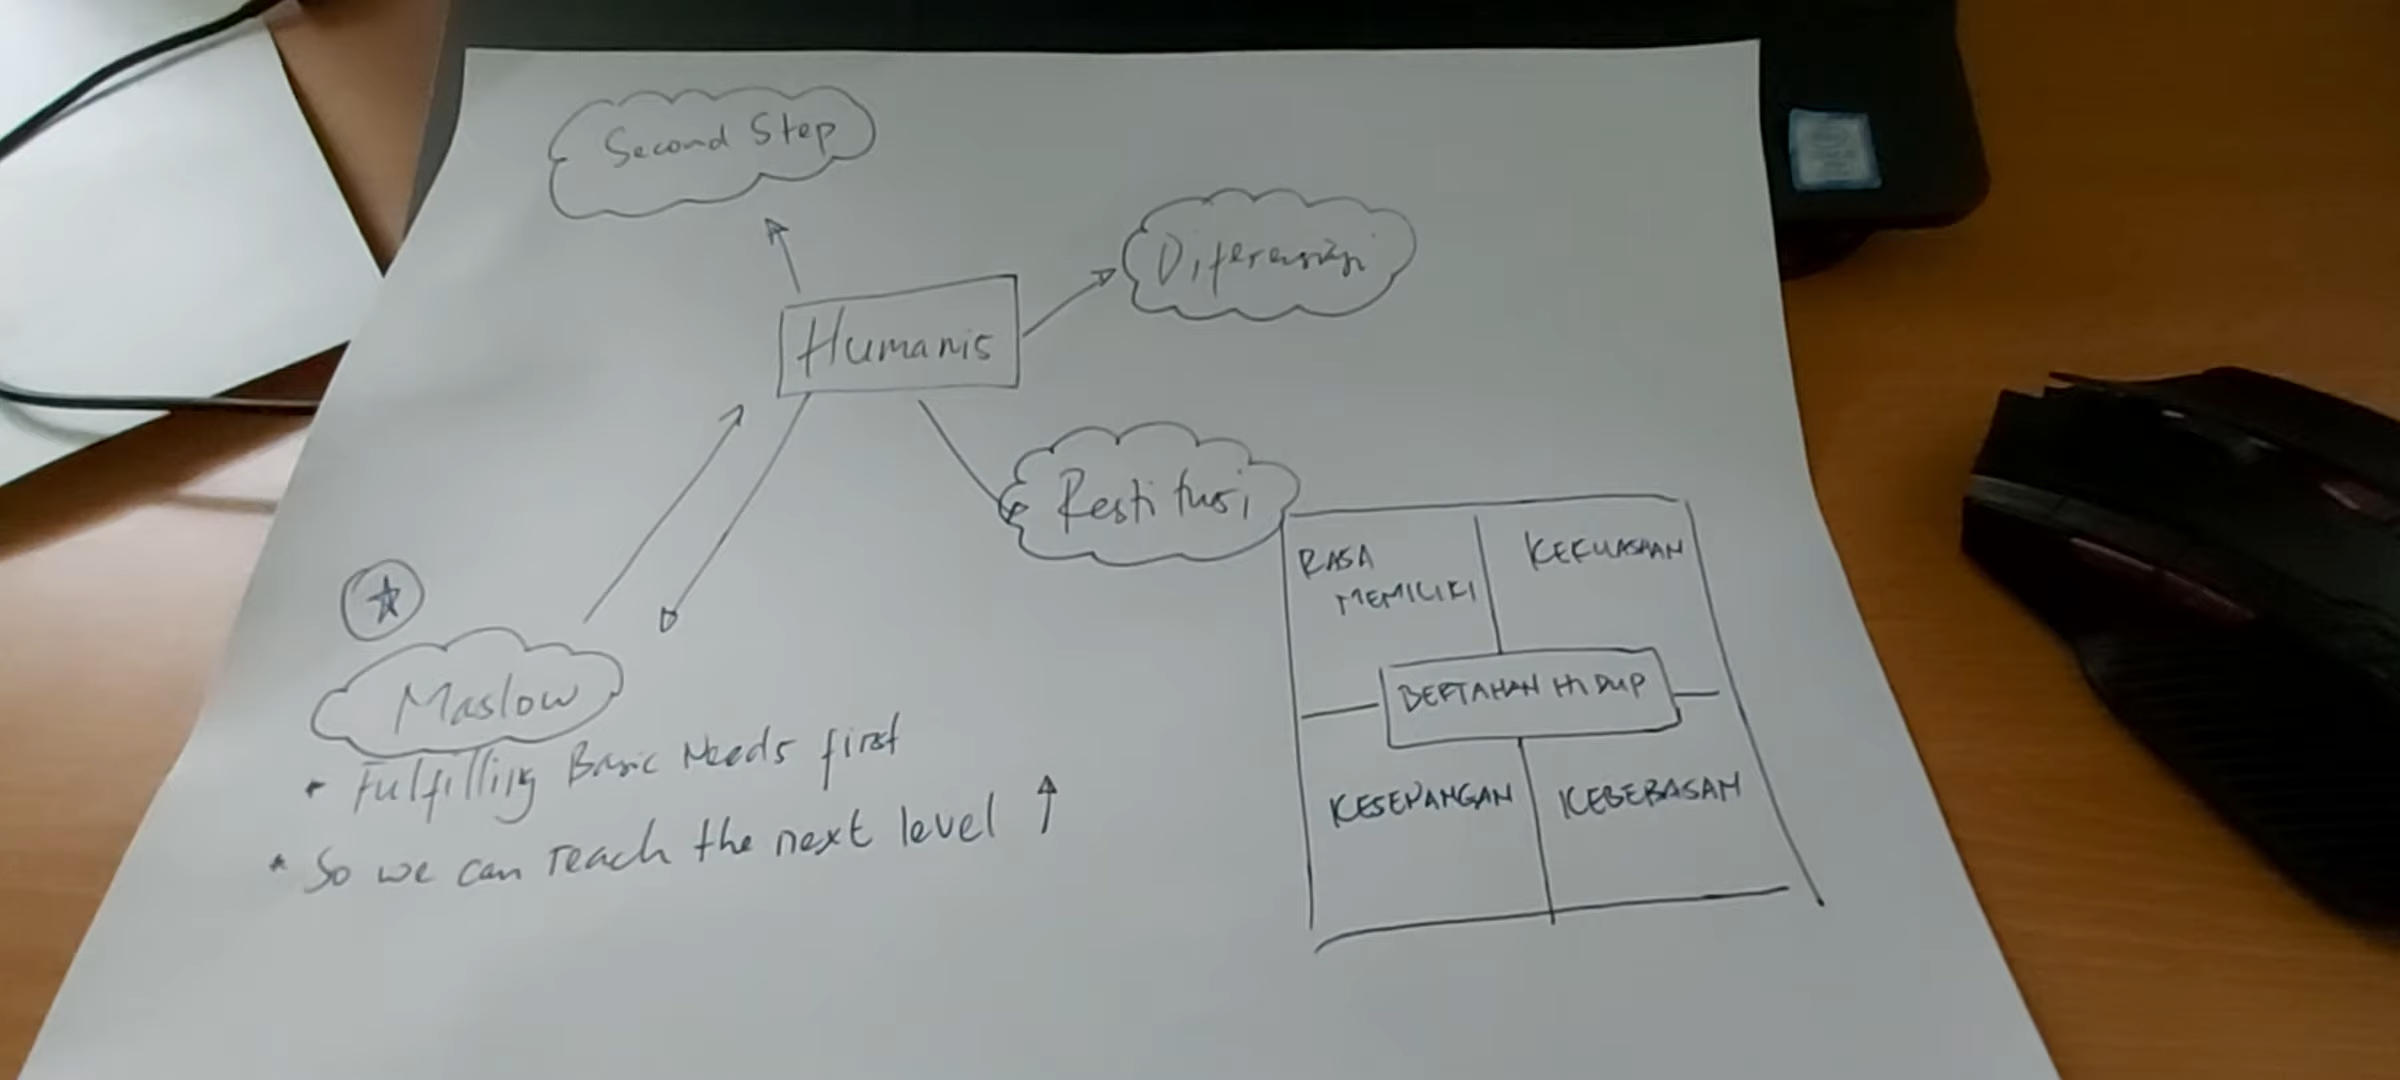 Second Step
Diferensiasi
Humanis
Restitusi
RASA
MEMILIKI
KEKUASAAN
BERTAHAN HIDUP
KESENANGAN
KEBEBASAN
Maslow
• Fulfilling Basic Needs first
* So we can reach the next level ↑